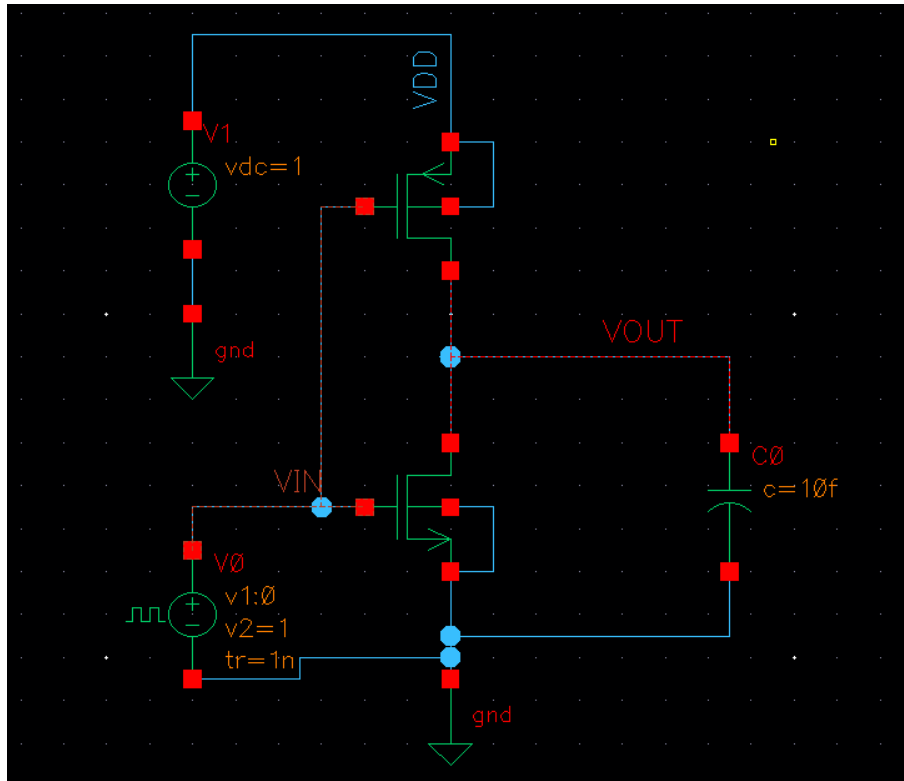 VDD
V1
vdc=1
gnd
VOUT
C0
c=10f
VIN
V0
v1:0
v2=1
tr=1n
gnd